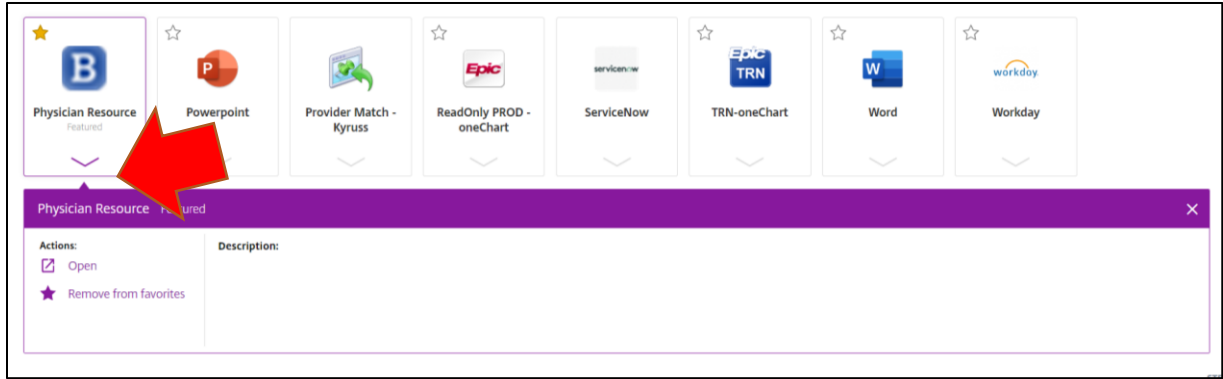 B
P
Epic
servicenow
Epic
TRN
W
workday.
Physician Resource
Featured
Powerpoint
Provider Match -
Kyruss
ReadOnly PROD -
oneChart
ServiceNow
TRN-oneChart
Word
Workday
Physician Resource
Actions:
Open
Remove from favorites
Description: